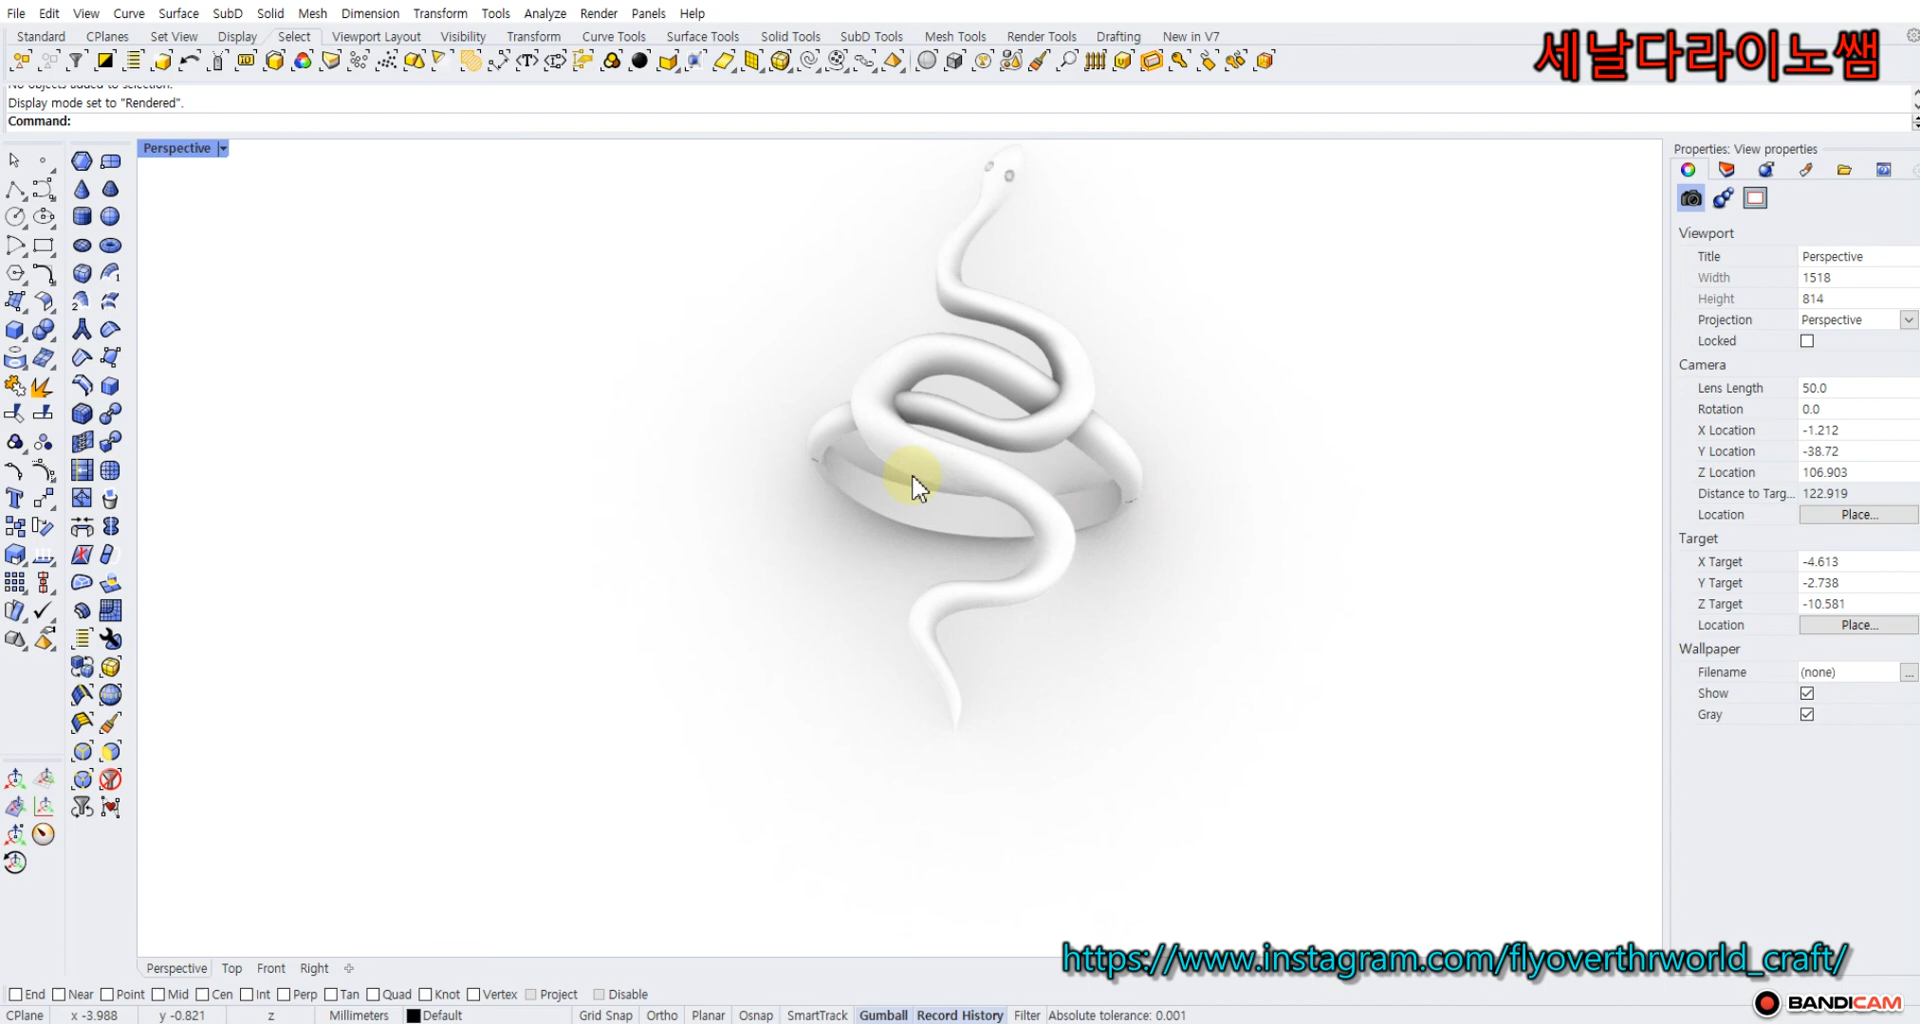 File Edit View Curve Surface SubD Solid Mesh Dimension Transform Tools Analyze Render Panels Help
Standard CPlanes Set View Display Select Viewport Layout Visibility Transform Curve Tools Surface Tools Solid Tools SubD Tools Mesh Tools Render Tools Drafting New in V7
세날다라이노쌤
No objects added to selection.
Display mode set to "Rendered".
Command:
Perspective
Properties: View properties
Viewport
Title Perspective
Width 1518
Height 814
Projection Perspective
Locked
Camera
Lens Length 50.0
Rotation 0.0
X Location -1.212
Y Location -38.72
Z Location 106.903
Distance to Targ... 122.919
Location Place...
Target
X Target -4.613
Y Target -2.738
Z Target -10.581
Location Place...
Wallpaper
Filename (none) ...
Show
Gray
https://www.instagram.com/flyoverthrworld_craft/
Perspective Top Front Right
End Near Point Mid Cen Int Perp Tan Quad Knot Vertex Project Disable
BANDICAM
CPlane x -3.988 y -0.821 z Millimeters Default Grid Snap Ortho Planar Osnap SmartTrack Gumball Record History Filter Absolute tolerance: 0.001